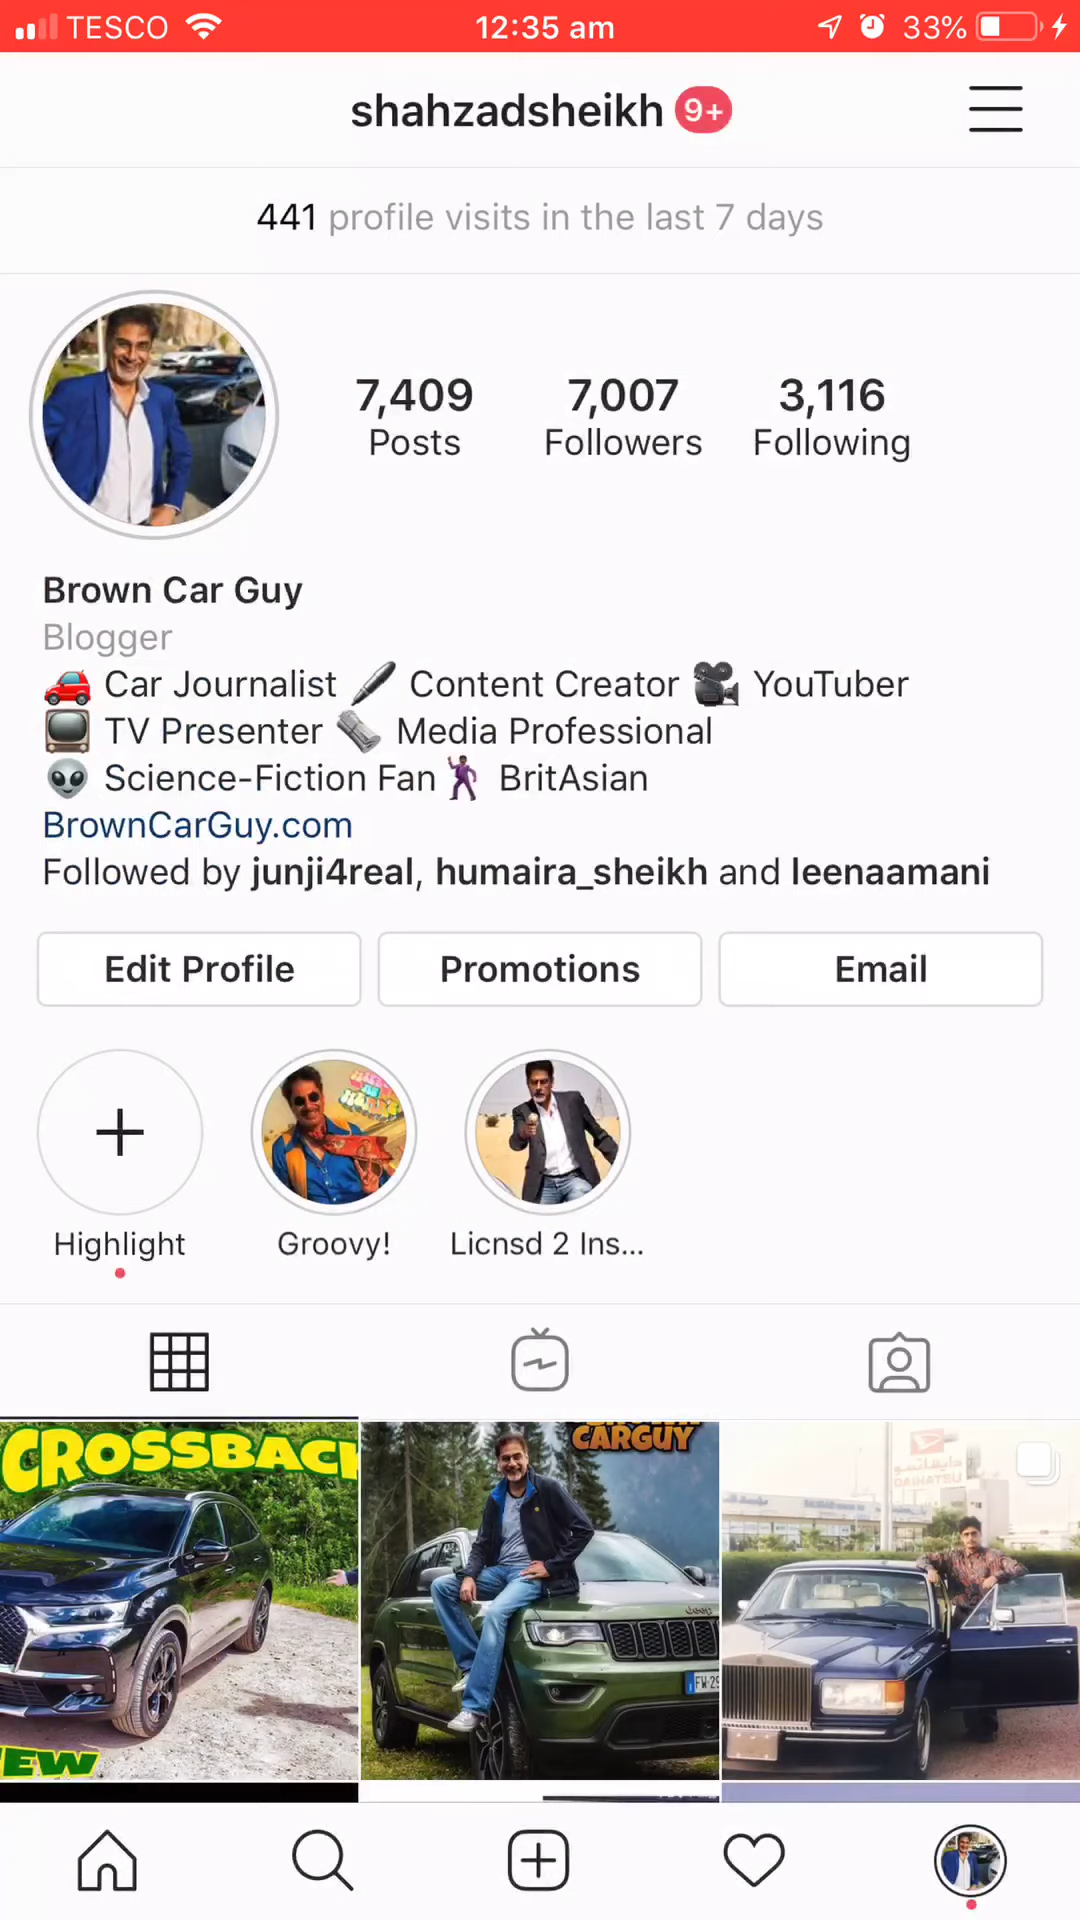 TESCO 12:35 am 33%
shahzadsheikh 9+
441 profile visits in the last 7 days
7,409 7,007 3,116
Posts Followers Following
Brown Car Guy
Blogger
🚗 Car Journalist 🖋 Content Creator 🎥 YouTuber
📺 TV Presenter 🗞 Media Professional
👽 Science-Fiction Fan 🕺 BritAsian
BrownCarGuy.com
Followed by junji4real, humaira_sheikh and leenaamani
Edit Profile Promotions Email
Highlight Groovy! Licnsd 2 Ins...
CROSSBACK
CARGUY
Jeep
EW